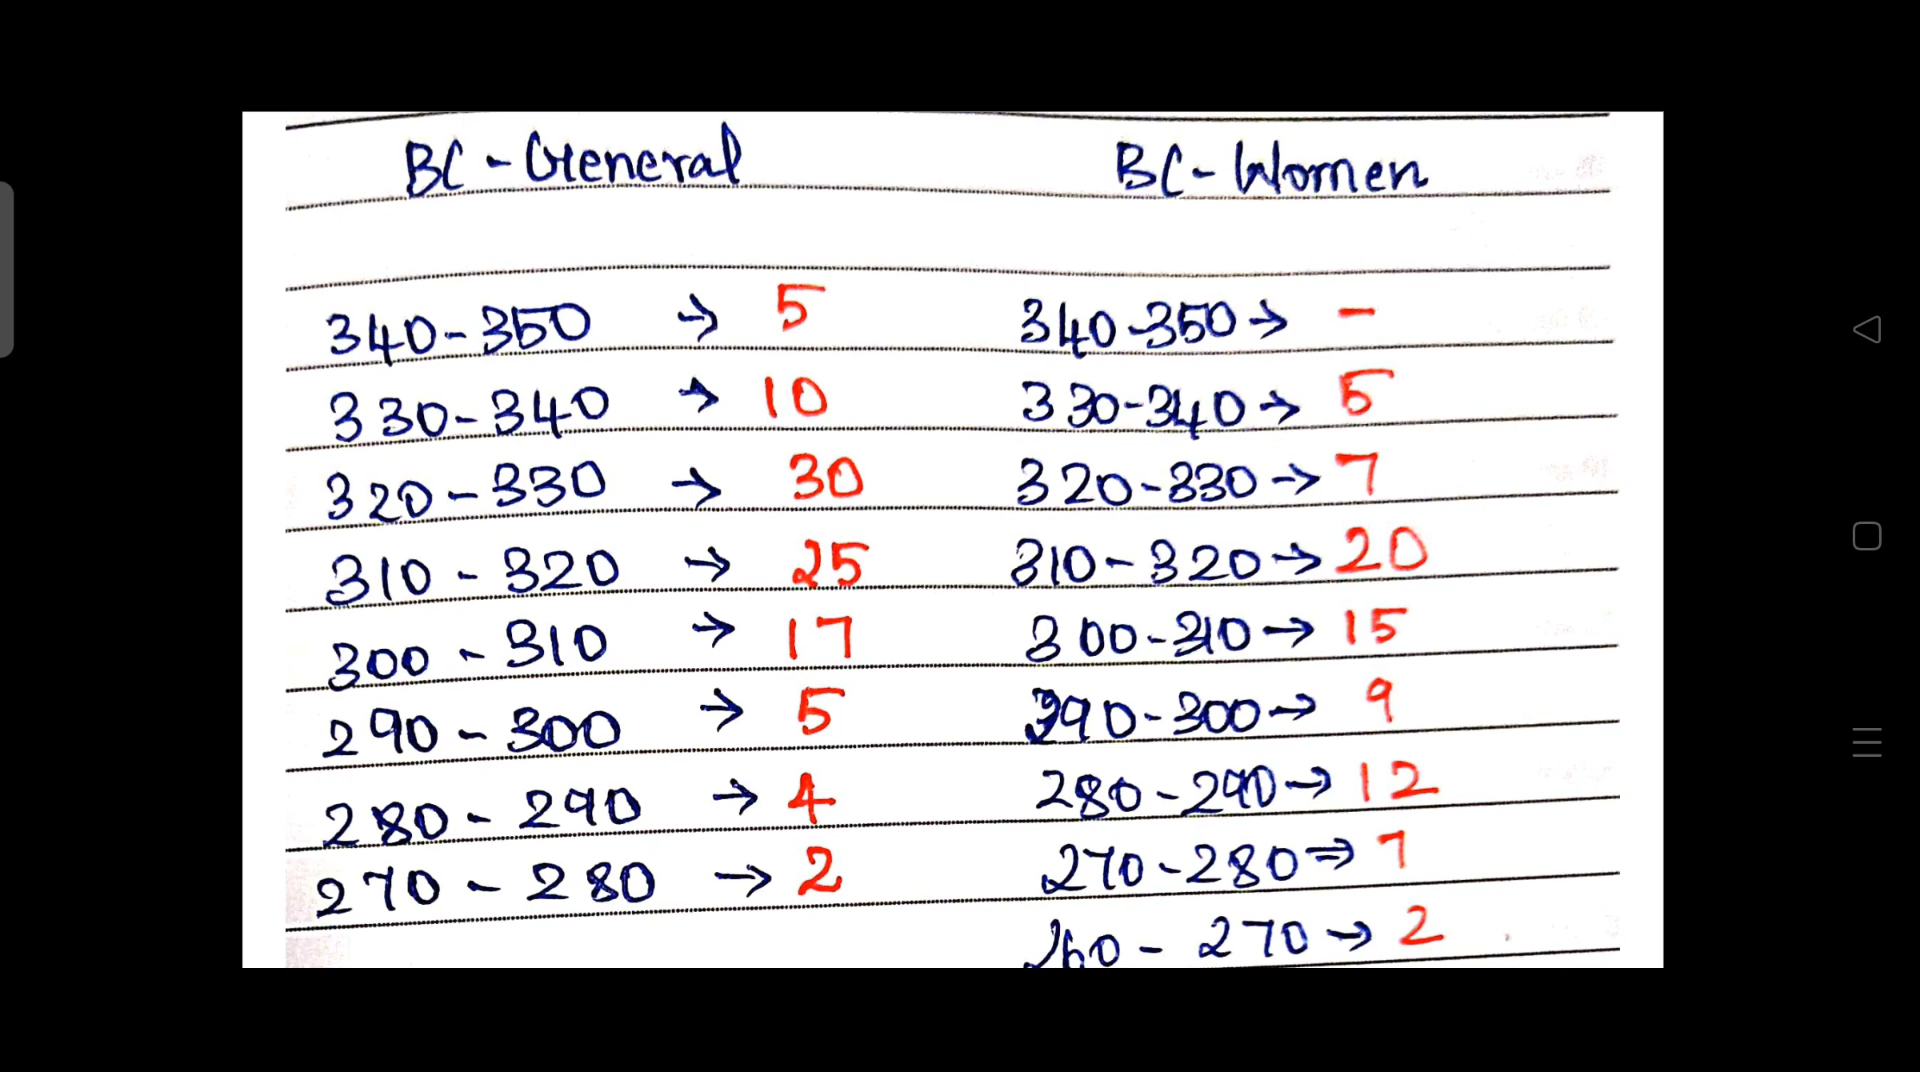 BC - General BC - Women
340-350 → 5 340-350 → -
330-340 → 10 330-340 → 5
320-330 → 30 320-330 → 7
310 - 320 → 25 310-320 → 20
300 - 310 → 17 300-310 → 15
290 - 300 → 5 290-300 → 9
280 - 290 → 4 280-290 → 12
270 - 280 → 2 270-280 → 7
260 - 270 → 2